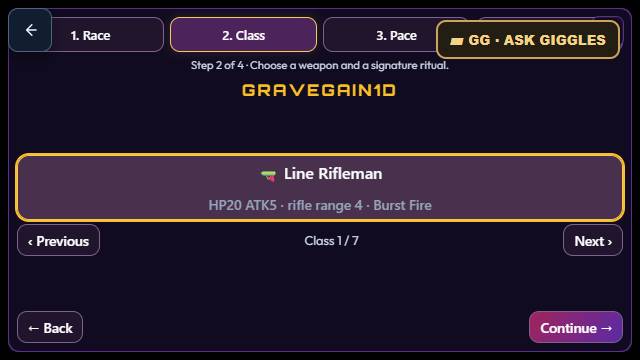 ←
1. Race
2. Class
3. Pace
GG · ASK GIGGLES
Step 2 of 4 · Choose a weapon and a signature ritual.
GRAVEGAIN1D
Line Rifleman
HP20 ATK5 · rifle range 4 · Burst Fire
‹ Previous
Class 1 / 7
Next ›
← Back
Continue →